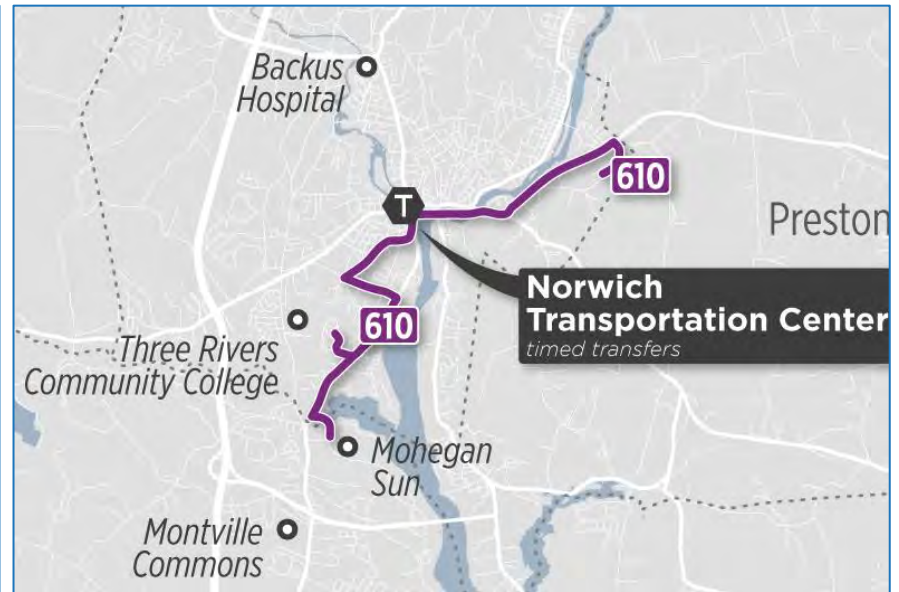 Backus
Hospital
T
610
Preston
Norwich
Transportation Center
timed transfers
610
Three Rivers
Community College
Mohegan
Sun
Montville
Commons